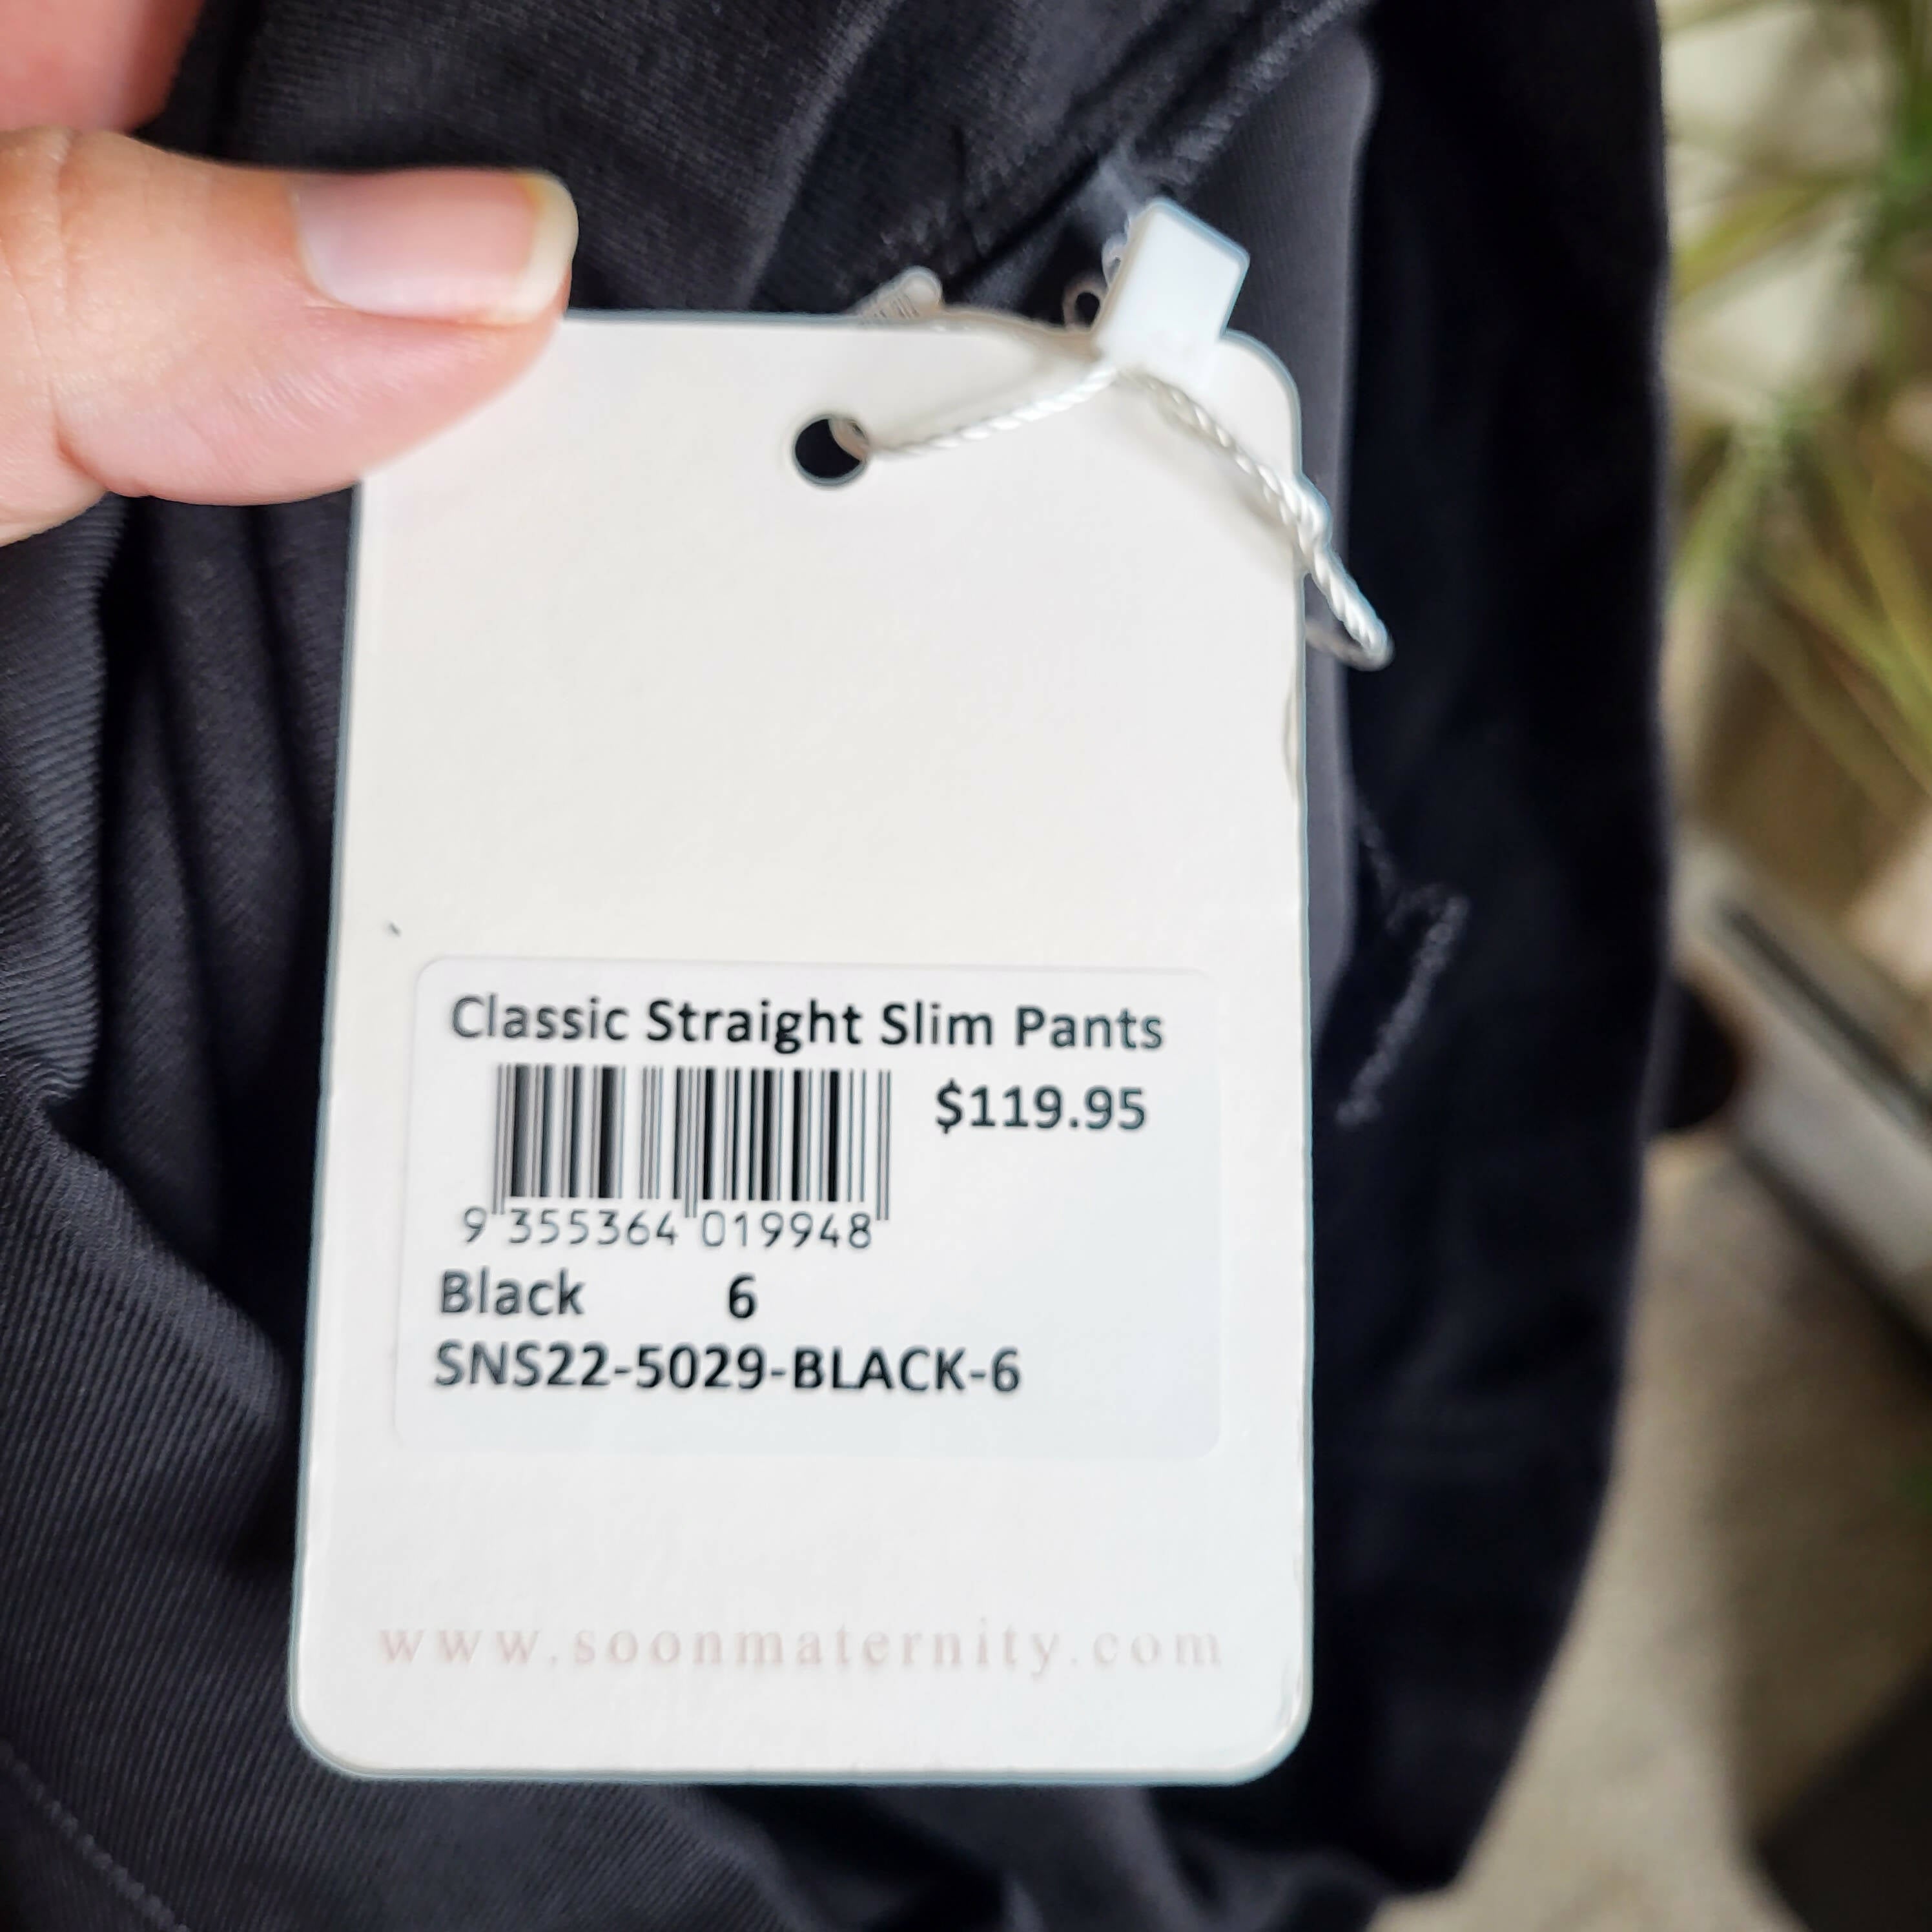 Classic Straight Slim Pants
$119.95
9 355364 019948
Black 6
SNS22-5029-BLACK-6
www.soonmaternity.com